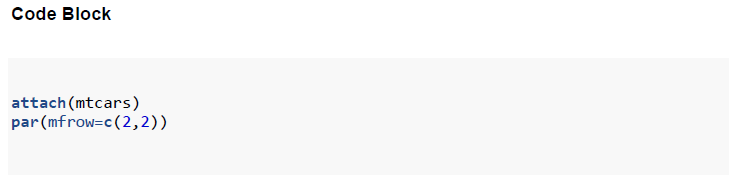 Code Block
attach(mtcars)
par(mfrow=c(2,2))